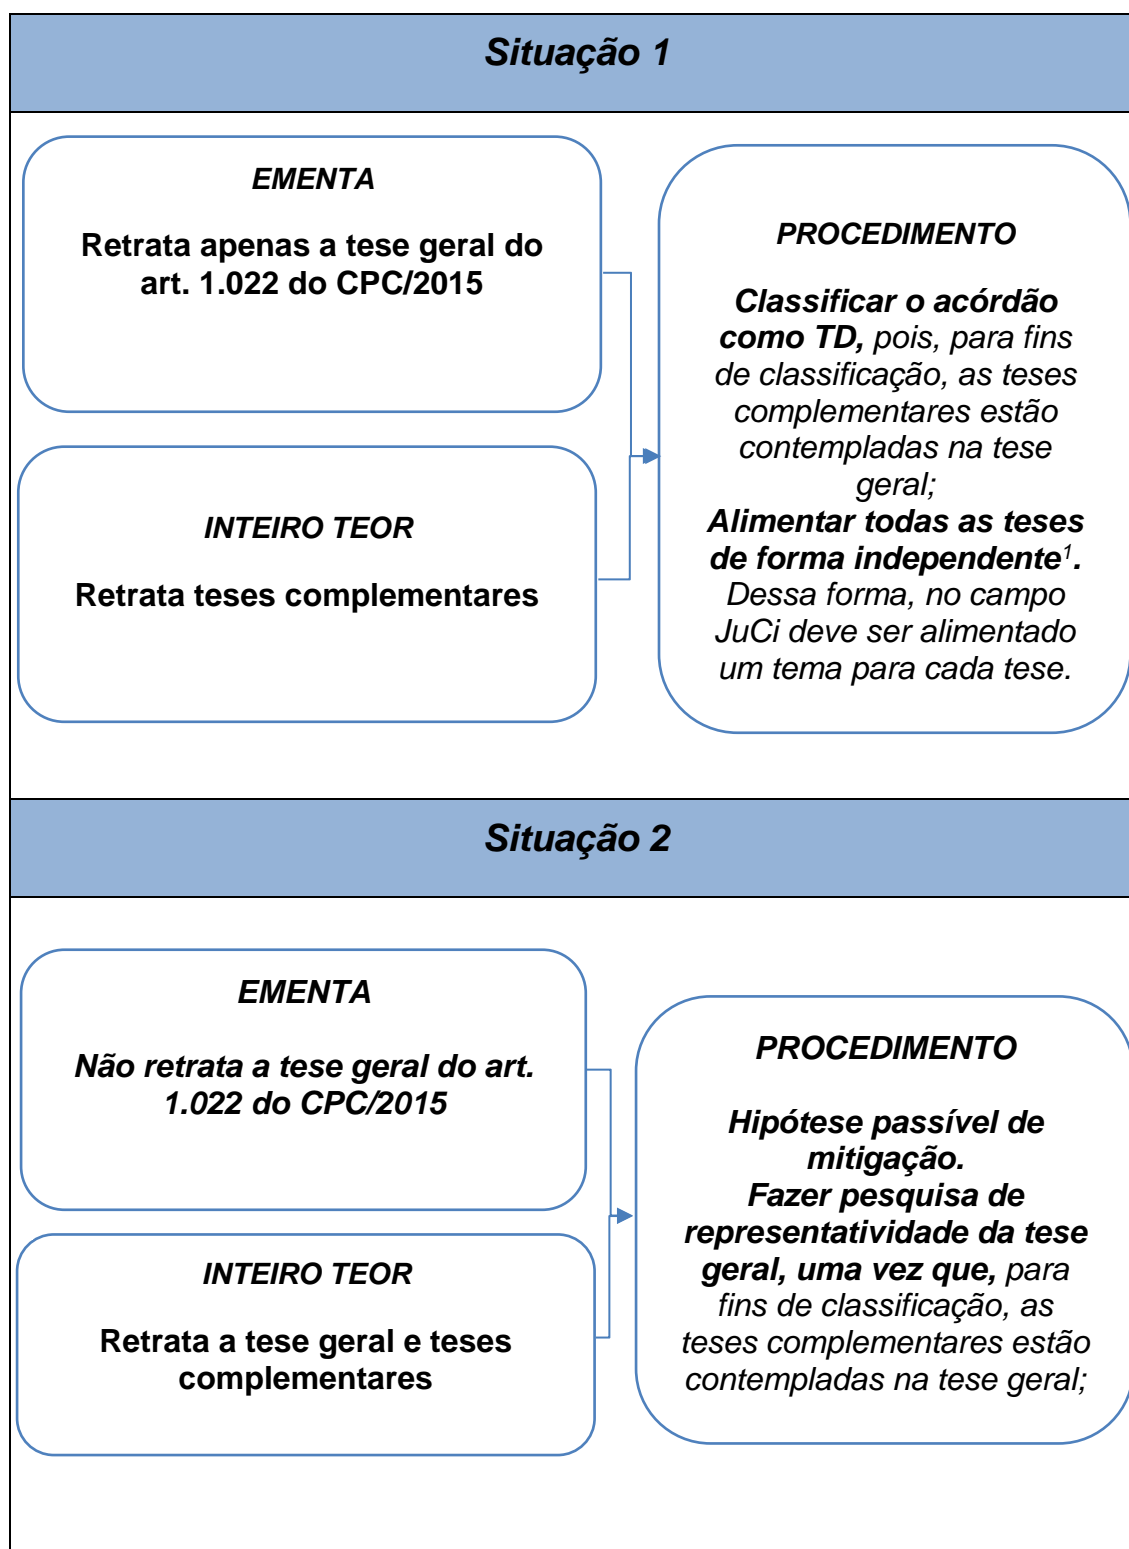 Situação 1
EMENTA
Retrata apenas a tese geral do
art. 1.022 do CPC/2015
INTEIRO TEOR
Retrata teses complementares
PROCEDIMENTO
Classificar o acórdão
como TD, pois, para fins
de classificação, as teses
complementares estão
contempladas na tese
geral;
Alimentar todas as teses
de forma independente¹.
Dessa forma, no campo
JuCi deve ser alimentado
um tema para cada tese.
Situação 2
EMENTA
Não retrata a tese geral do art.
1.022 do CPC/2015
INTEIRO TEOR
Retrata a tese geral e teses
complementares
PROCEDIMENTO
Hipótese passível de
mitigação.
Fazer pesquisa de
representatividade da tese
geral, uma vez que, para
fins de classificação, as
teses complementares estão
contempladas na tese geral;